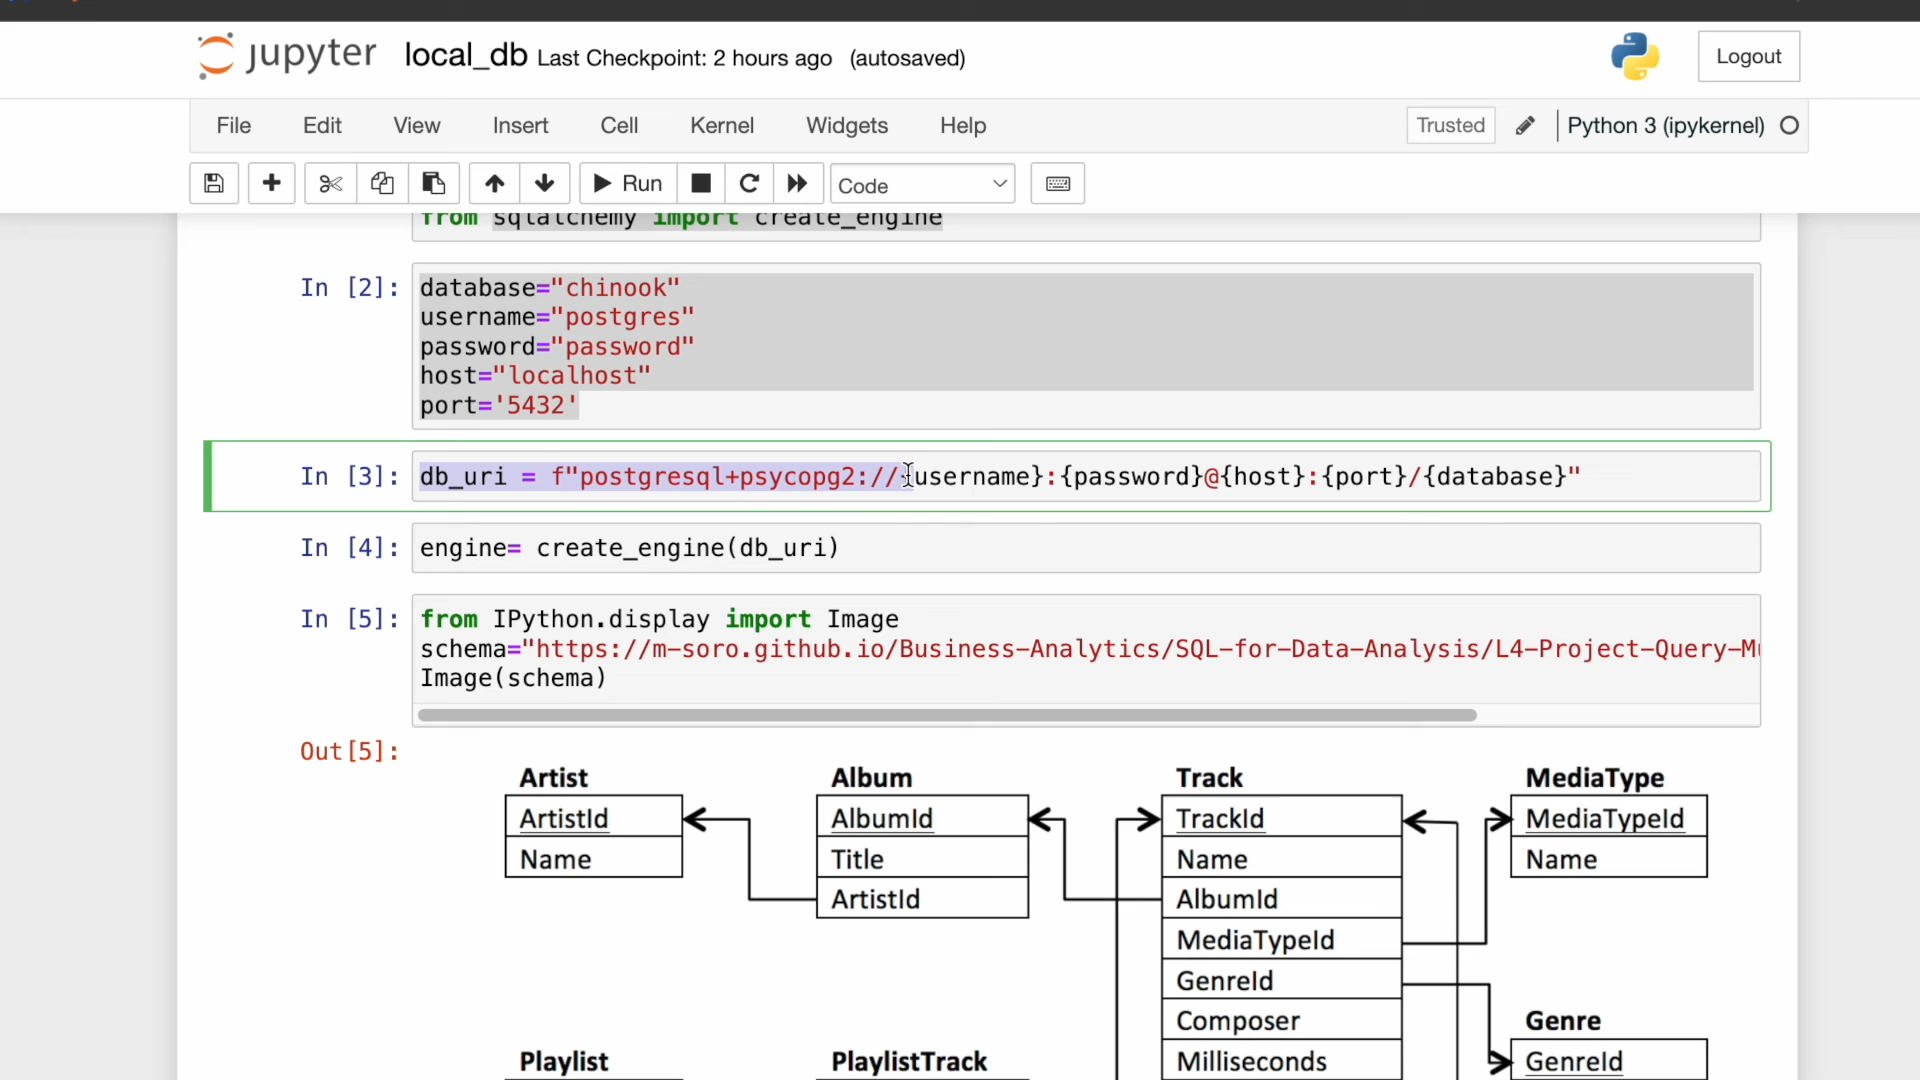 jupyter local_db Last Checkpoint: 2 hours ago (autosaved)
Logout
File Edit View Insert Cell Kernel Widgets Help
Trusted Python 3 (ipykernel)
Run Code
from sqlalchemy import create_engine
In [2]: database="chinook"
username="postgres"
password="password"
host="localhost"
port='5432'
In [3]: db_uri = f"postgresql+psycopg2://{username}:{password}@{host}:{port}/{database}"
In [4]: engine= create_engine(db_uri)
In [5]: from IPython.display import Image
schema="https://m-soro.github.io/Business-Analytics/SQL-for-Data-Analysis/L4-Project-Query-Mu
Image(schema)
Out[5]:
Artist Album Track MediaType
ArtistId AlbumId TrackId MediaTypeId
Name Title Name Name
ArtistId AlbumId
MediaTypeId
GenreId
Composer Genre
Playlist PlaylistTrack Milliseconds GenreId